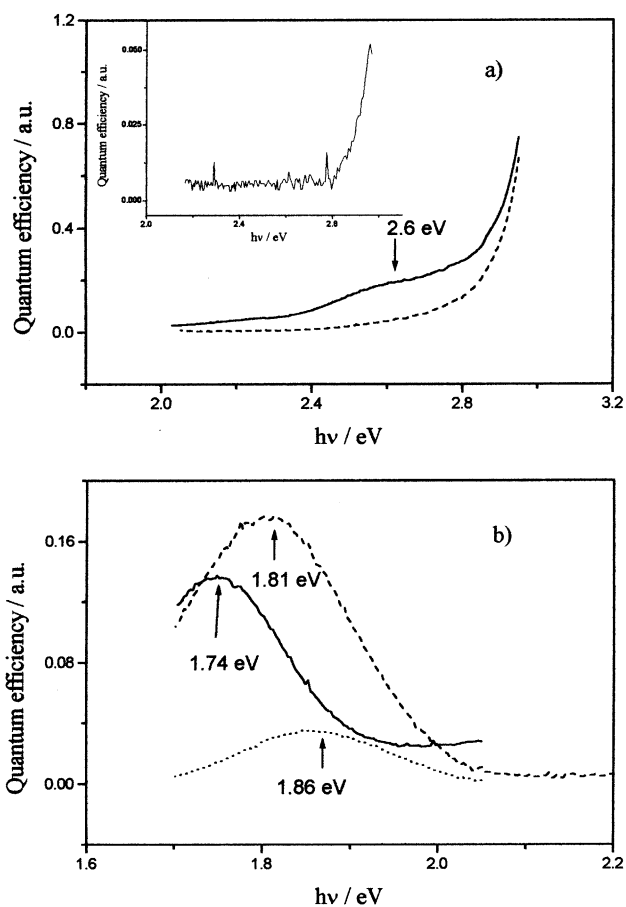 1.2
0.8
0.4
0.0
Quantum efficiency / a.u.
a)
0.050
0.025
0.000
Quantum efficiency / a.u.
2.0
2.4
2.8
hν / eV
2.6 eV
2.0
2.4
2.8
3.2
hν / eV
0.16
0.08
0.00
Quantum efficiency / a.u.
b)
1.81 eV
1.74 eV
1.86 eV
1.6
1.8
2.0
2.2
hν / eV